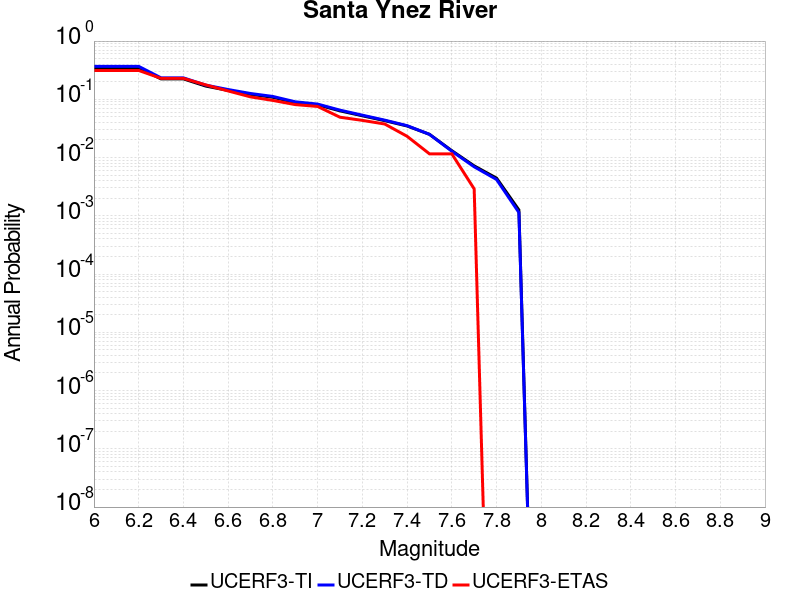 Santa Ynez River
10^0
10^-1
10^-2
10^-3
10^-4
10^-5
10^-6
10^-7
10^-8
Annual Probability
6 6.2 6.4 6.6 6.8 7 7.2 7.4 7.6 7.8 8 8.2 8.4 8.6 8.8 9
Magnitude
UCERF3-TI UCERF3-TD UCERF3-ETAS